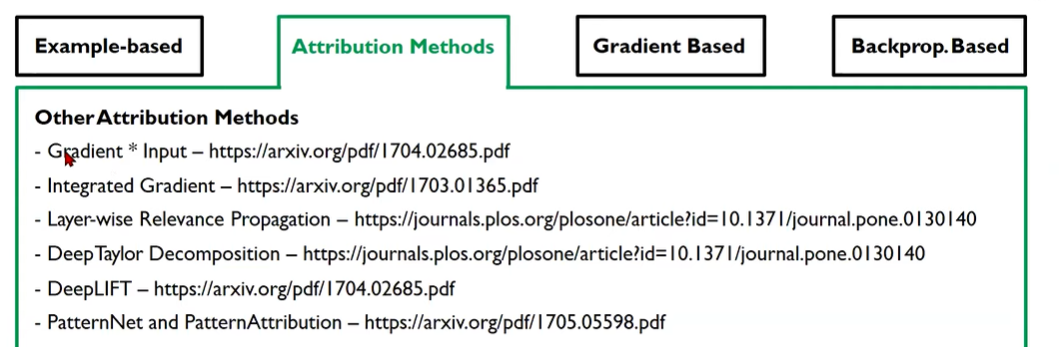 Example-based
Attribution Methods
Gradient Based
Backprop. Based
Other Attribution Methods
- Gradient * Input – https://arxiv.org/pdf/1704.02685.pdf
- Integrated Gradient – https://arxiv.org/pdf/1703.01365.pdf
- Layer-wise Relevance Propagation – https://journals.plos.org/plosone/article?id=10.1371/journal.pone.0130140
- Deep Taylor Decomposition – https://journals.plos.org/plosone/article?id=10.1371/journal.pone.0130140
- DeepLIFT – https://arxiv.org/pdf/1704.02685.pdf
- PatternNet and PatternAttribution – https://arxiv.org/pdf/1705.05598.pdf